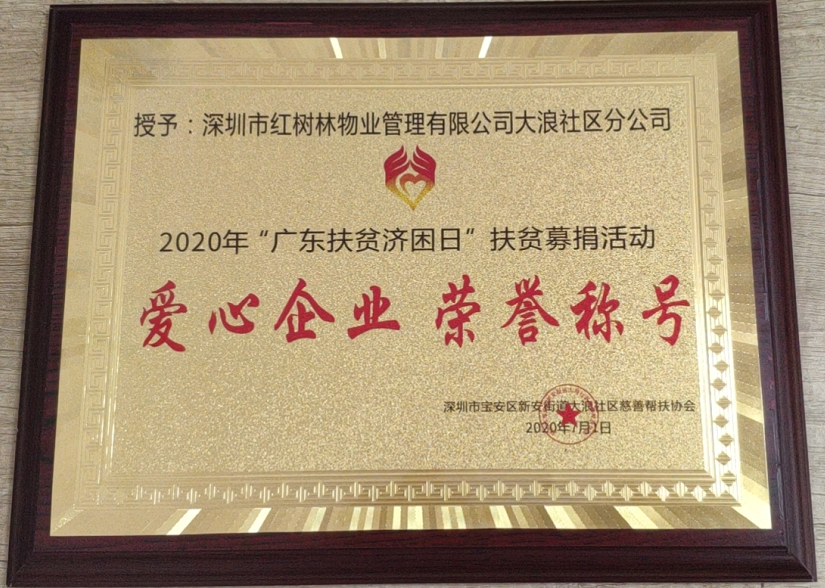 授予：深圳市红树林物业管理有限公司大浪社区分公司
2020年“广东扶贫济困日”扶贫募捐活动
爱心企业 荣誉称号
深圳市宝安区新安街道大浪社区慈善帮扶协会
2020年7月1日